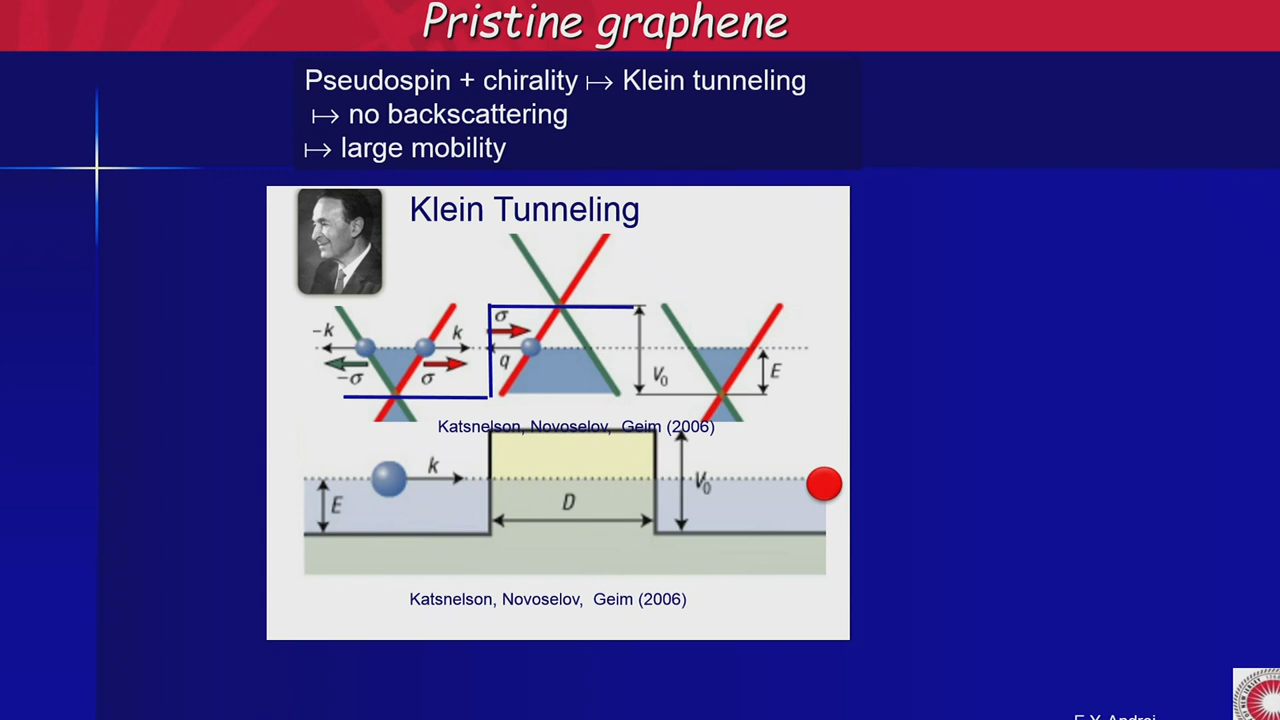 Pristine graphene
Pseudospin + chirality ↦ Klein tunneling
↦ no backscattering
↦ large mobility
Klein Tunneling
-k
k
-σ
σ
σ
q
V₀
E
Katsnelson, Novoselov, Geim (2006)
k
E
D
V₀
Katsnelson, Novoselov, Geim (2006)